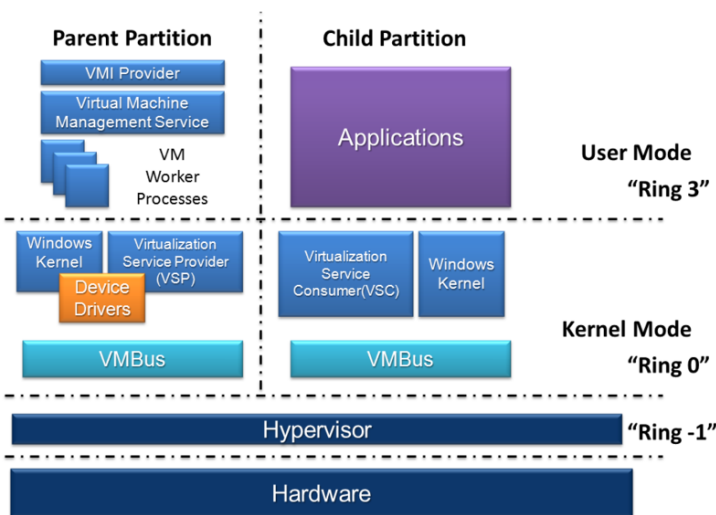 Parent Partition
Child Partition
VMI Provider
Virtual Machine
Management Service
VM
Worker
Processes
Applications
User Mode
“Ring 3”
Windows
Kernel
Virtualization
Service Provider
(VSP)
Device
Drivers
VMBus
Virtualization
Service
Consumer(VSC)
Windows
Kernel
VMBus
Kernel Mode
“Ring 0”
Hypervisor
“Ring -1”
Hardware